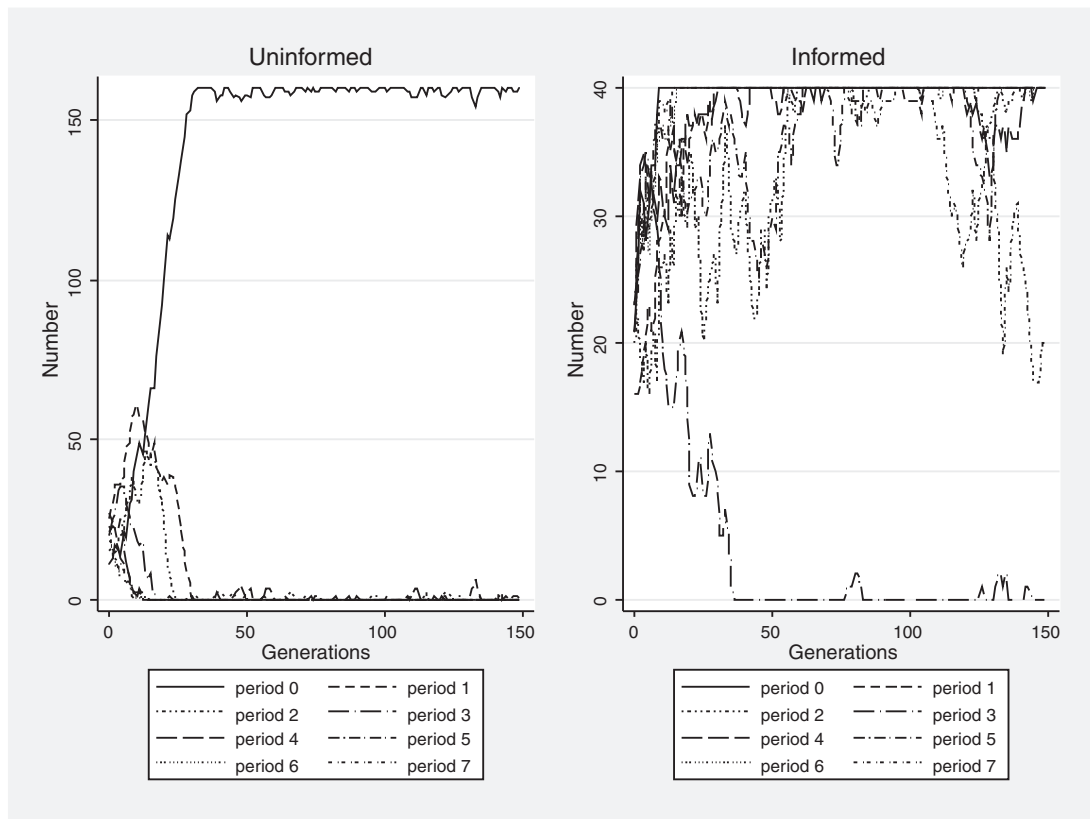 Uninformed
Number
150
100
50
0
0 50 100 150
Generations
period 0 period 1
period 2 period 3
period 4 period 5
period 6 period 7
Informed
Number
40
30
20
10
0
0 50 100 150
Generations
period 0 period 1
period 2 period 3
period 4 period 5
period 6 period 7